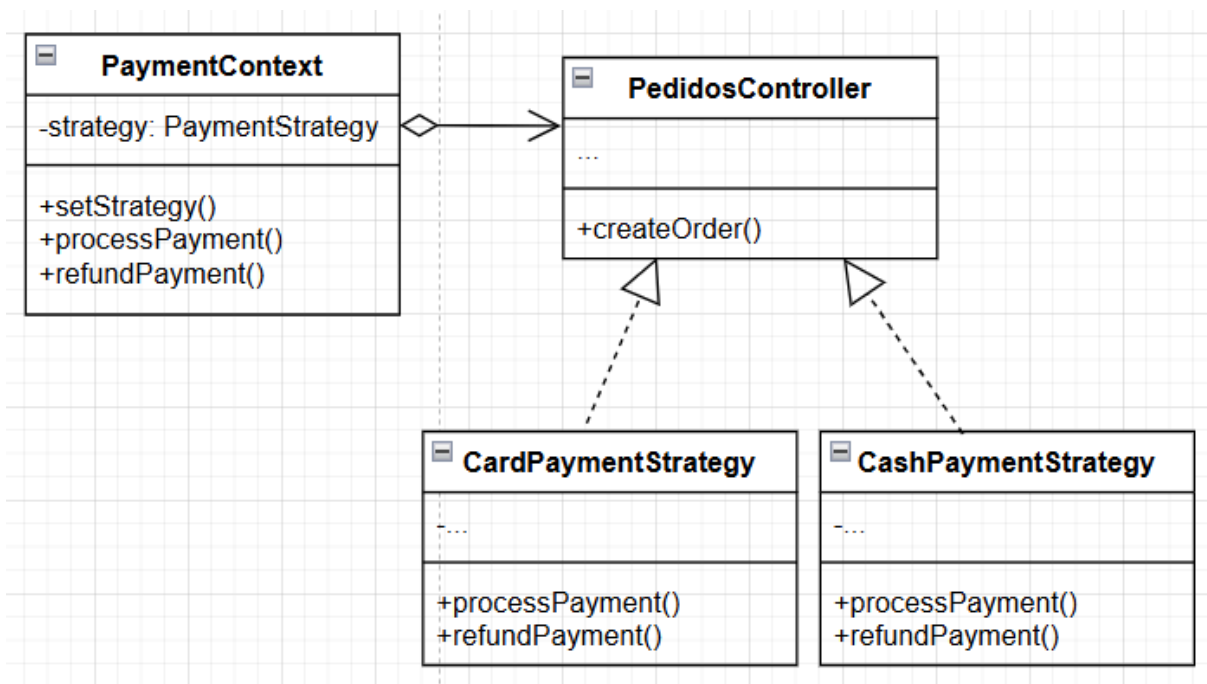 PaymentContext
-strategy: PaymentStrategy
+setStrategy()
+processPayment()
+refundPayment()
PedidosController
...
+createOrder()
CardPaymentStrategy
-...
+processPayment()
+refundPayment()
CashPaymentStrategy
-...
+processPayment()
+refundPayment()